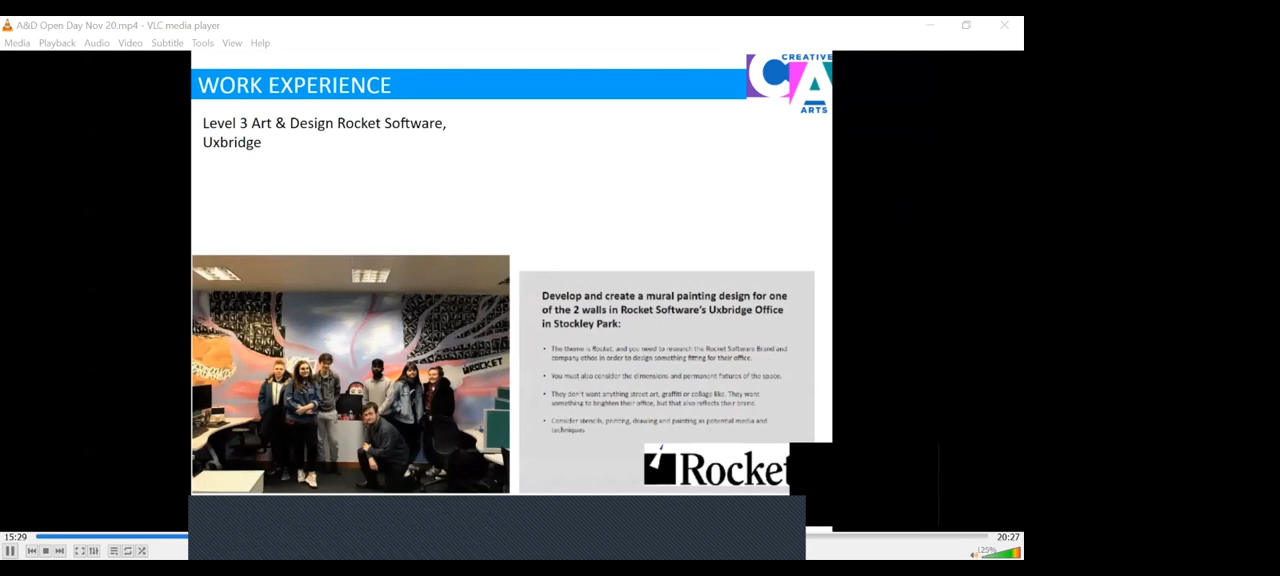 A&D Open Day Nov 20.mp4 - VLC media player
Media Playback Audio Video Subtitle Tools View Help
CREATIVE
CA
ARTS
WORK EXPERIENCE
Level 3 Art & Design Rocket Software,
Uxbridge
ROCKET
Develop and create a mural painting design for one
of the 2 walls in Rocket Software's Uxbridge Office
in Stockley Park:
• The theme is Rocket, and you need to research the Rocket Software Brand and
company ethos in order to design something fitting for their office.
• You must also consider the dimensions and permanent fixtures of the space.
• They don't want anything street art, graffiti or collage like. They want
something to brighten their office, but that also reflects their brand.
• Consider stencils, printing, drawing and painting as potential media and
techniques
Rocket
15:29
20:27
125%